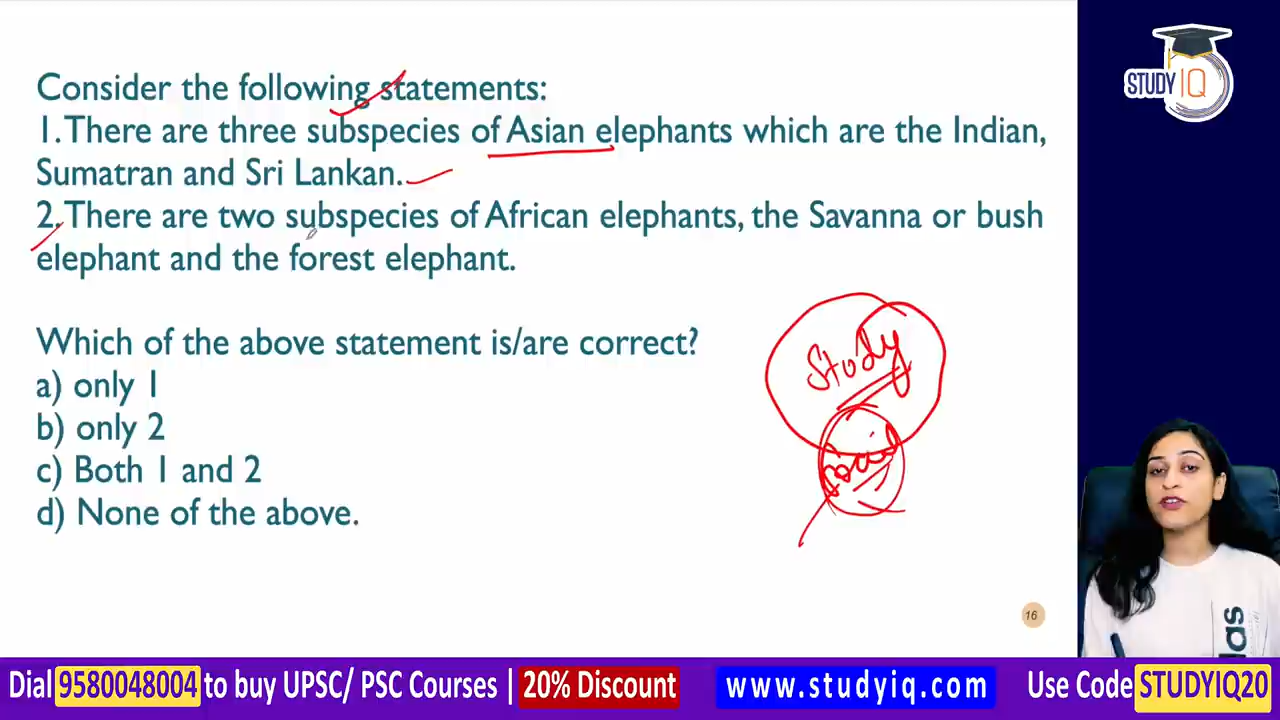 STUDY IQ
Consider the following statements:
1. There are three subspecies of Asian elephants which are the Indian,
Sumatran and Sri Lankan.
2. There are two subspecies of African elephants, the Savanna or bush
elephant and the forest elephant.
Which of the above statement is/are correct?
a) only 1
b) only 2
c) Both 1 and 2
d) None of the above.
Study
Social
16
Dial 9580048004 to buy UPSC/ PSC Courses | 20% Discount www.studyiq.com Use Code STUDYIQ20